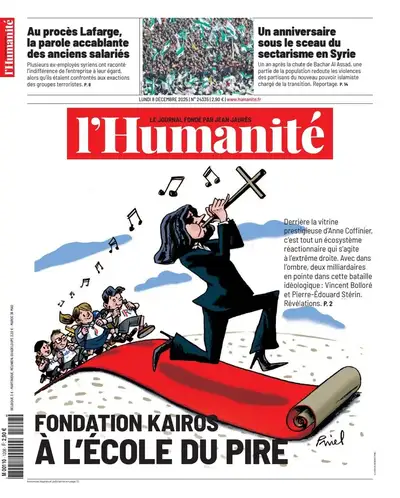 l'Humanité
Au procès Lafarge,
la parole accablante
des anciens salariés
Plusieurs ex-employés syriens ont raconté
l'indifférence de l'entreprise à leur égard,
alors qu'ils étaient confrontés aux exactions
des groupes terroristes. P. 8
Un anniversaire
sous le sceau du
sectarisme en Syrie
Un an après la chute de Bachar Al Assad, une
partie de la population redoute les violences
des partisans du nouveau pouvoir islamiste
chargé de la transition. Reportage. P. 14
LUNDI 8 DÉCEMBRE 2025 | N° 24335 | 2,90 € | www.humanite.fr
LE JOURNAL FONDÉ PAR JEAN JAURÈS
l'Humanité
Derrière la vitrine
prestigieuse d'Anne Coffinier,
c'est tout un écosystème
réactionnaire qui s'agite
à l'extrême droite. Avec dans
l'ombre, deux milliardaires
en pointe dans cette bataille
idéologique : Vincent Bolloré
et Pierre-Édouard Stérin.
Révélations. P. 2
FONDATION KAIROS
À L'ÉCOLE DU PIRE